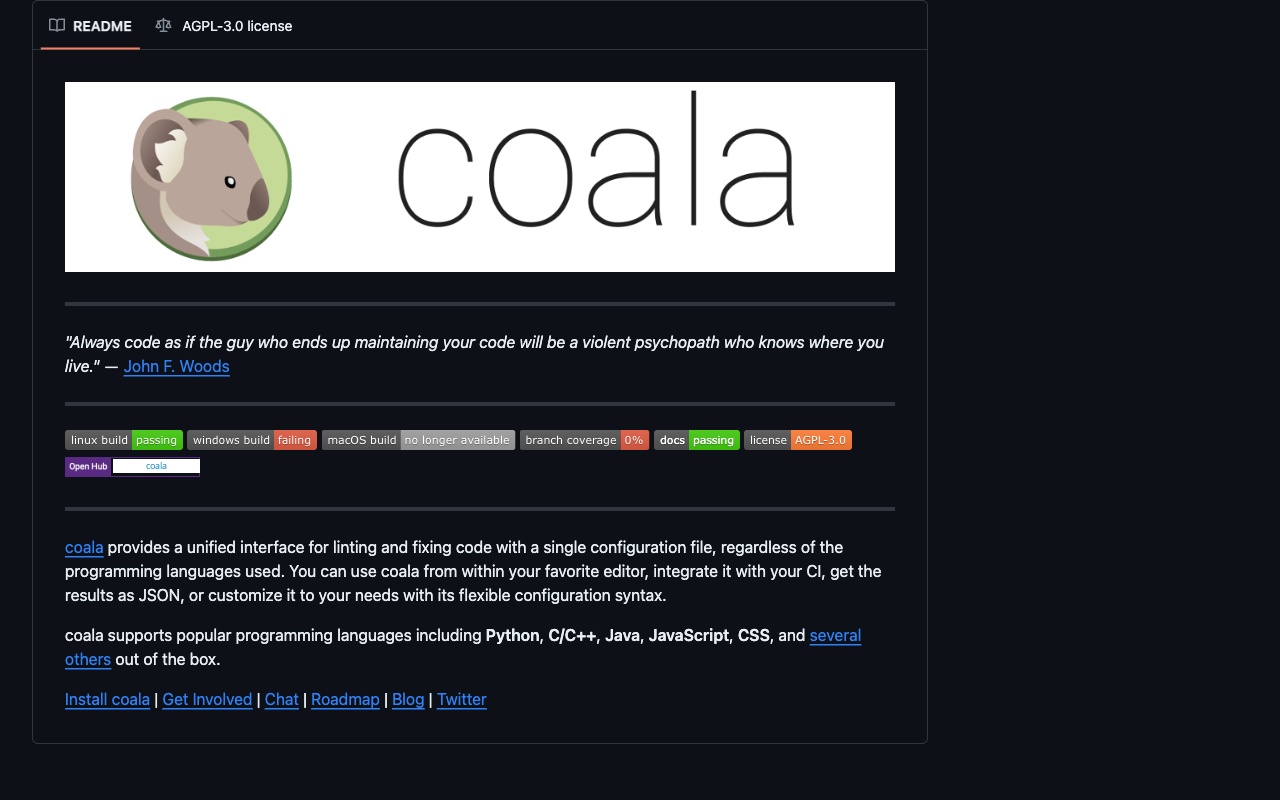 README AGPL-3.0 license
coala
"Always code as if the guy who ends up maintaining your code will be a violent psychopath who knows where you
live." — John F. Woods
linux build passing windows build failing macOS build no longer available branch coverage 0% docs passing license AGPL-3.0
Open Hub coala
coala provides a unified interface for linting and fixing code with a single configuration file, regardless of the
programming languages used. You can use coala from within your favorite editor, integrate it with your CI, get the
results as JSON, or customize it to your needs with its flexible configuration syntax.
coala supports popular programming languages including Python, C/C++, Java, JavaScript, CSS, and several
others out of the box.
Install coala | Get Involved | Chat | Roadmap | Blog | Twitter